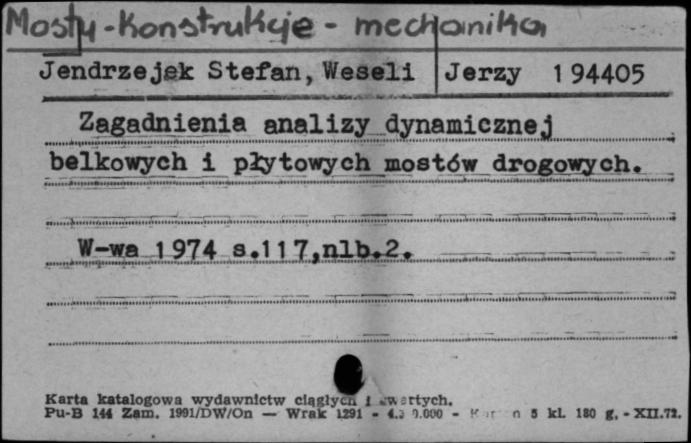 Mosty - Konstrukcje - mechanika
Jendrzejek Stefan, Weseli Jerzy 194405
Zagadnienia analizy dynamicznej
belkowych i płytowych mostów drogowych.
W-wa 1974 s.117,nlb.2.
Karta katalogowa wydawnictw ciągłych i zwartych.
Pu-B 144 Zam. 1991/DW/On — Wrak 1291 - - 5 kl. 180 g. - XII.72.